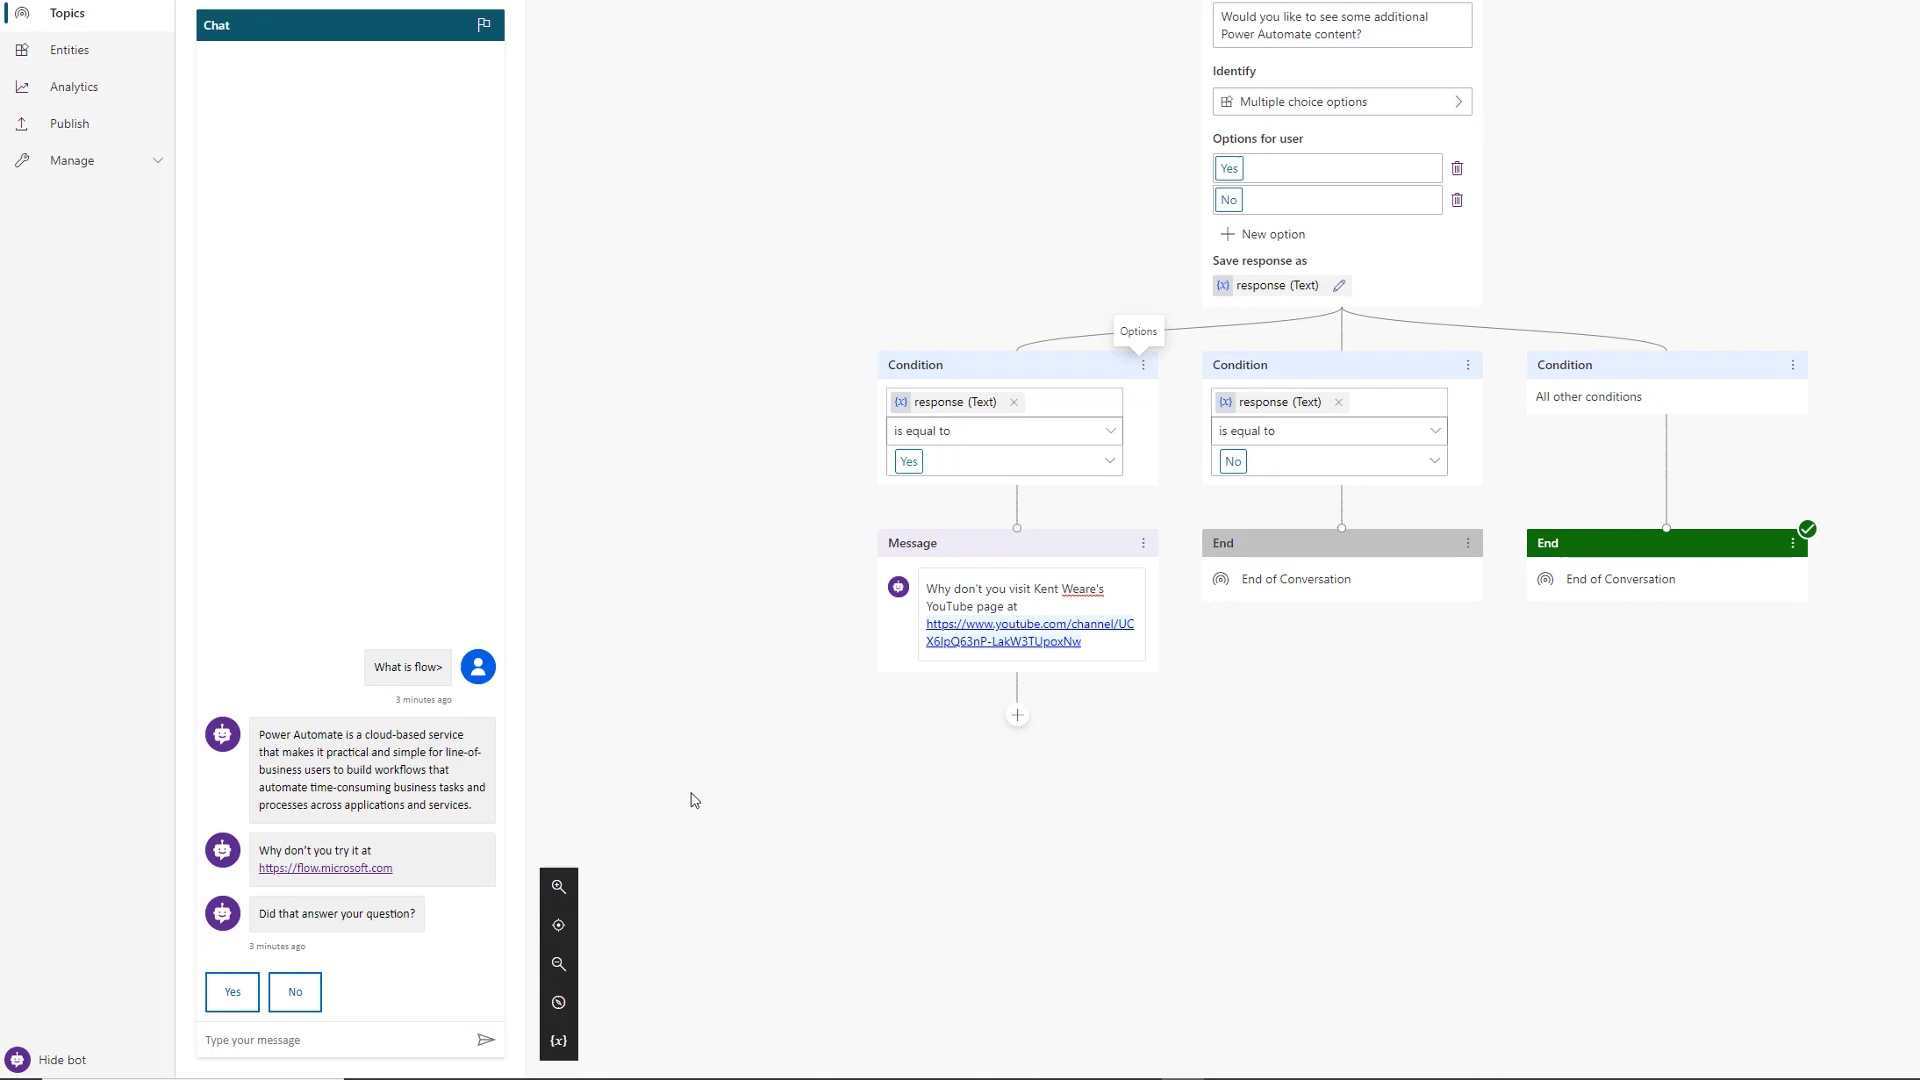 Topics
Entities
Analytics
Publish
Manage
Hide bot
Chat
What is flow>
3 minutes ago
Power Automate is a cloud-based service
that makes it practical and simple for line-of-
business users to build workflows that
automate time-consuming business tasks and
processes across applications and services.
Why don't you try it at
https://flow.microsoft.com
Did that answer your question?
3 minutes ago
Yes
No
Type your message
Would you like to see some additional
Power Automate content?
Identify
Multiple choice options
Options for user
Yes
No
New option
Save response as
{x} response (Text)
Options
Condition
{x} response (Text)
is equal to
Yes
Message
Why don't you visit Kent Weare's
YouTube page at
https://www.youtube.com/channel/UC
X6IpQ63nP-LakW3TUpoxNw
Condition
{x} response (Text)
is equal to
No
End
End of Conversation
Condition
All other conditions
End
End of Conversation
{x}